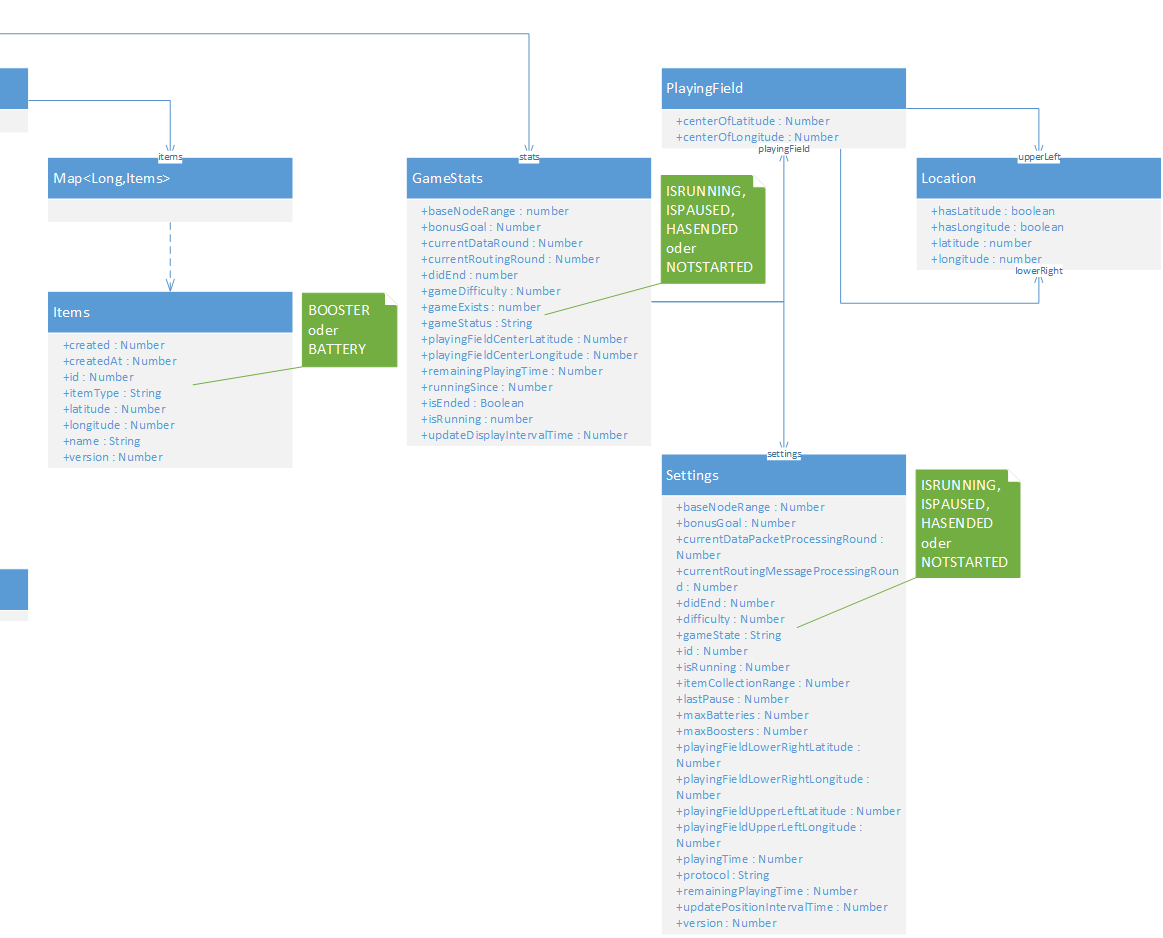 items
Map<Long,Items>
Items
+created : Number
+createdAt : Number
+id : Number
+itemType : String
+latitude : Number
+longitude : Number
+name : String
+version : Number
BOOSTER
oder
BATTERY
stats
GameStats
+baseNodeRange : number
+bonusGoal : Number
+currentDataRound : Number
+currentRoutingRound : Number
+didEnd : number
+gameDifficulty : Number
+gameExists : number
+gameStatus : String
+playingFieldCenterLatitude : Number
+playingFieldCenterLongitude : Number
+remainingPlayingTime : Number
+runningSince : Number
+isEnded : Boolean
+isRunning : number
+updateDisplayIntervalTime : Number
ISRUNNING,
ISPAUSED,
HASENDED
oder
NOTSTARTED
PlayingField
+centerOfLatitude : Number
+centerOfLongitude : Number
playingField
upperLeft
Location
+hasLatitude : boolean
+hasLongitude : boolean
+latitude : number
+longitude : number
lowerRight
settings
Settings
+baseNodeRange : Number
+bonusGoal : Number
+currentDataPacketProcessingRound :
Number
+currentRoutingMessageProcessingRoun
d : Number
+didEnd : Number
+difficulty : Number
+gameState : String
+id : Number
+isRunning : Number
+itemCollectionRange : Number
+lastPause : Number
+maxBatteries : Number
+maxBoosters : Number
+playingFieldLowerRightLatitude :
Number
+playingFieldLowerRightLongitude :
Number
+playingFieldUpperLeftLatitude : Number
+playingFieldUpperLeftLongitude :
Number
+playingTime : Number
+protocol : String
+remainingPlayingTime : Number
+updatePositionIntervalTime : Number
+version : Number
ISRUNNING,
ISPAUSED,
HASENDED
oder
NOTSTARTED